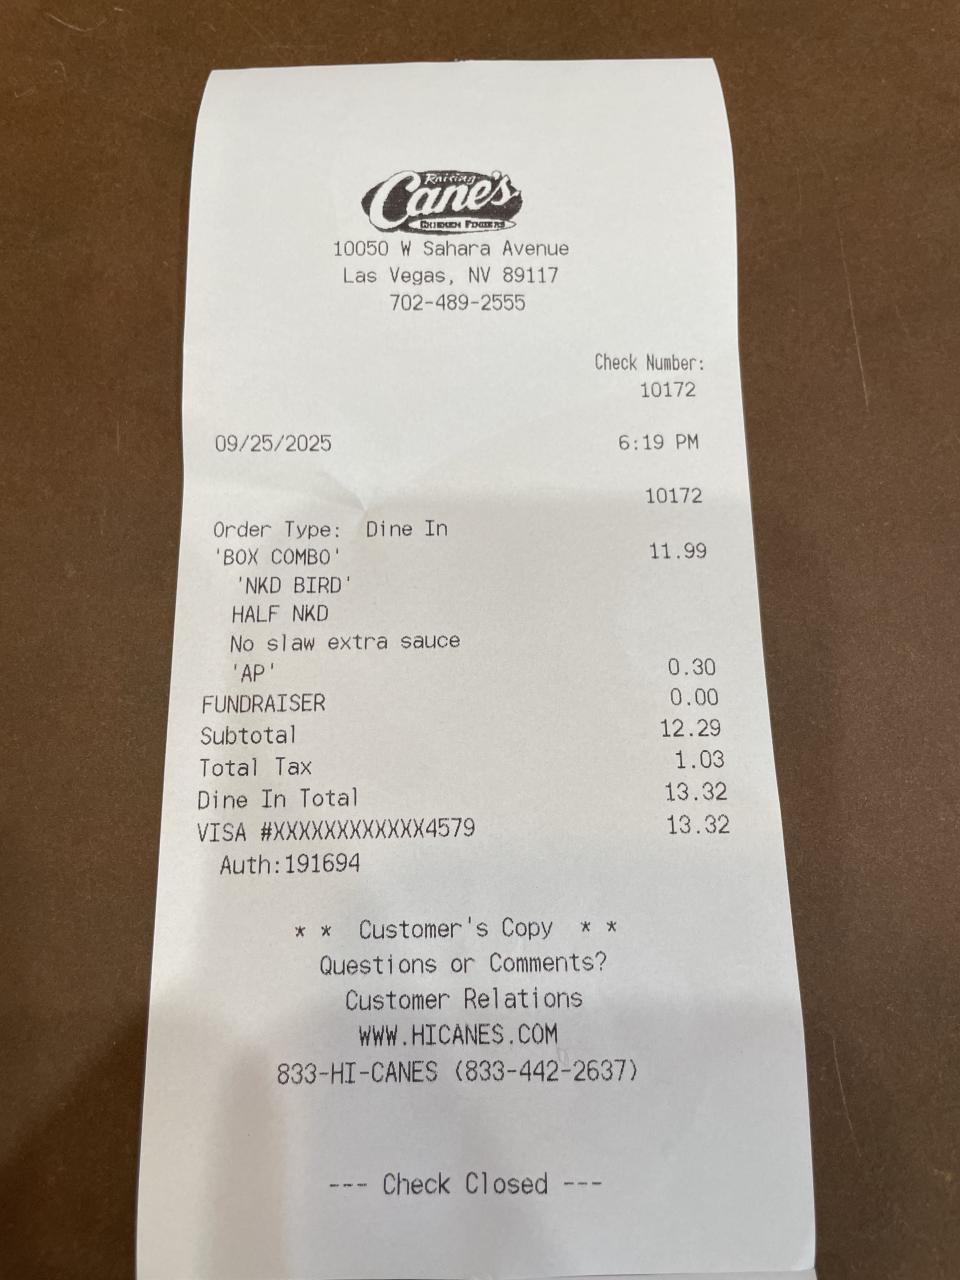 Raising
Cane's
CHICKEN FINGERS
10050 W Sahara Avenue
Las Vegas, NV 89117
702-489-2555
Check Number:
10172
09/25/2025 6:19 PM
10172
Order Type: Dine In
'BOX COMBO' 11.99
'NKD BIRD'
HALF NKD
No slaw extra sauce
'AP' 0.30
FUNDRAISER 0.00
Subtotal 12.29
Total Tax 1.03
Dine In Total 13.32
VISA #XXXXXXXXXXXX4579 13.32
Auth:191694
* * Customer's Copy * *
Questions or Comments?
Customer Relations
WWW.HICANES.COM
833-HI-CANES (833-442-2637)
--- Check Closed ---